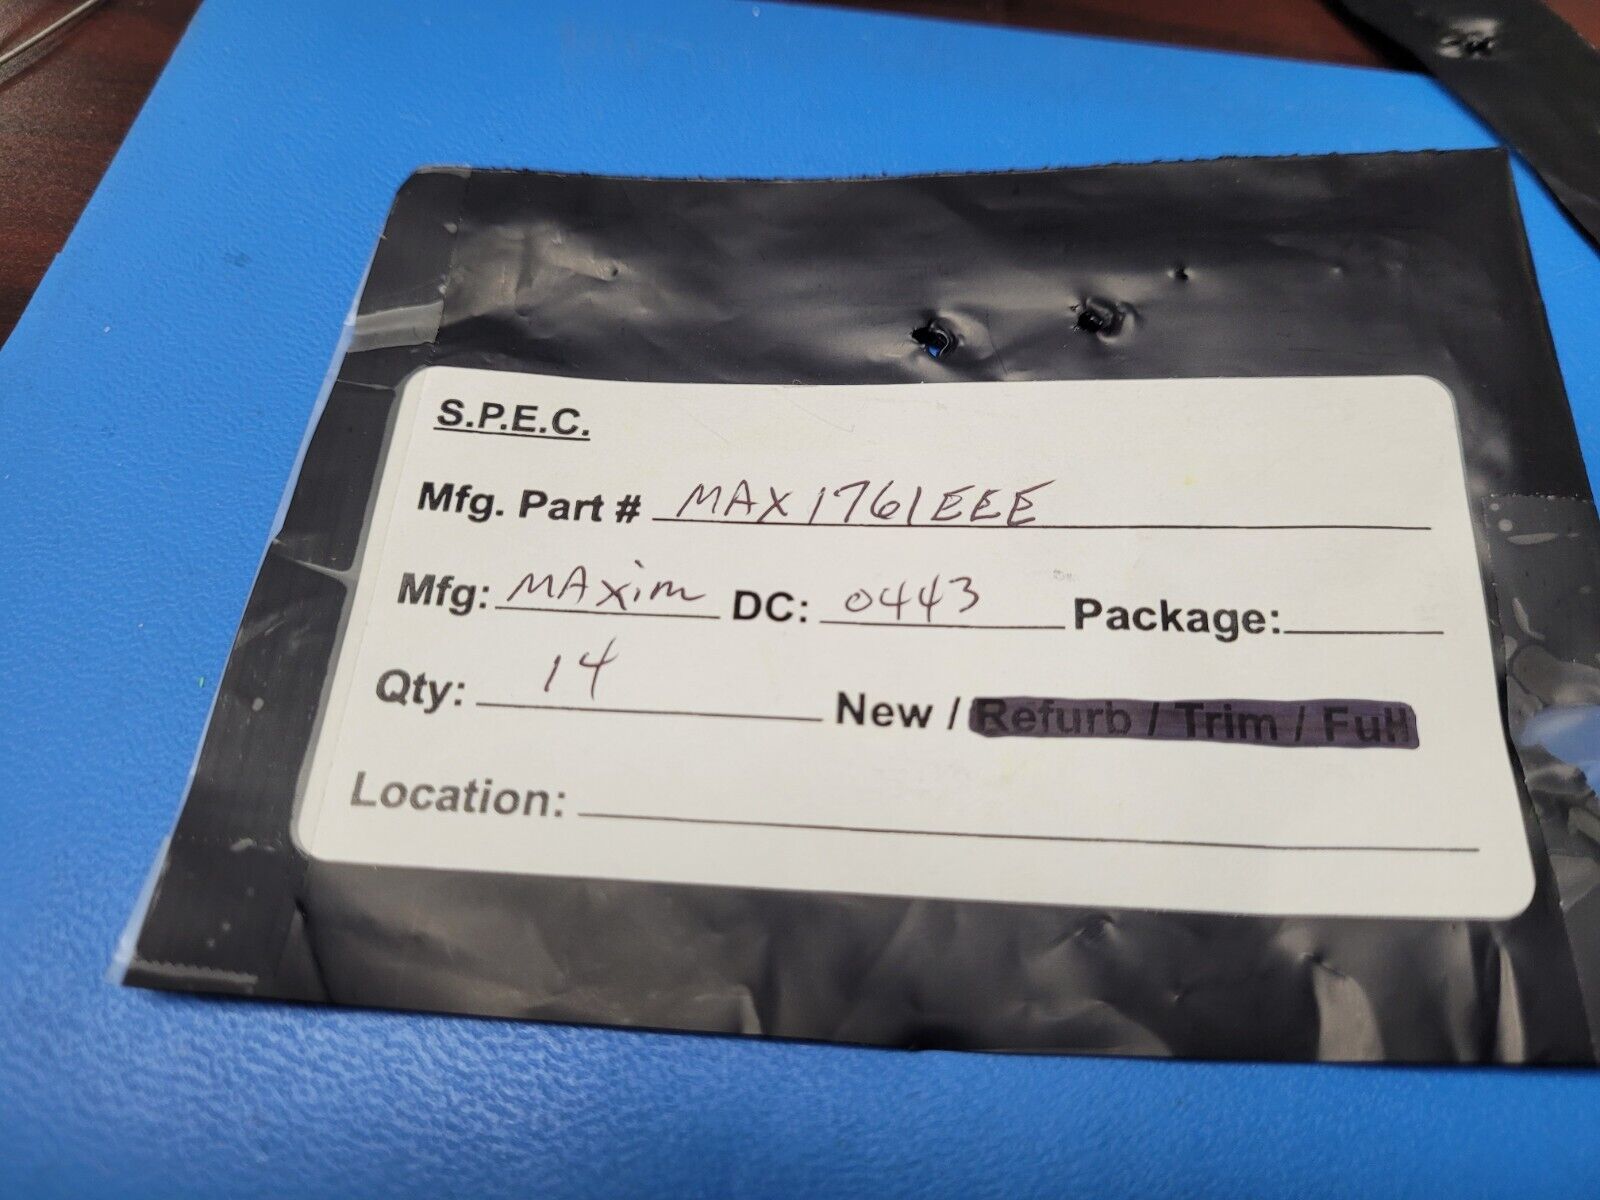 S.P.E.C.
Mfg. Part # MAX1761EEE
Mfg: MAXim DC: 0443 Package:
Qty: 14 New / Refurb / Trim / Full
Location: